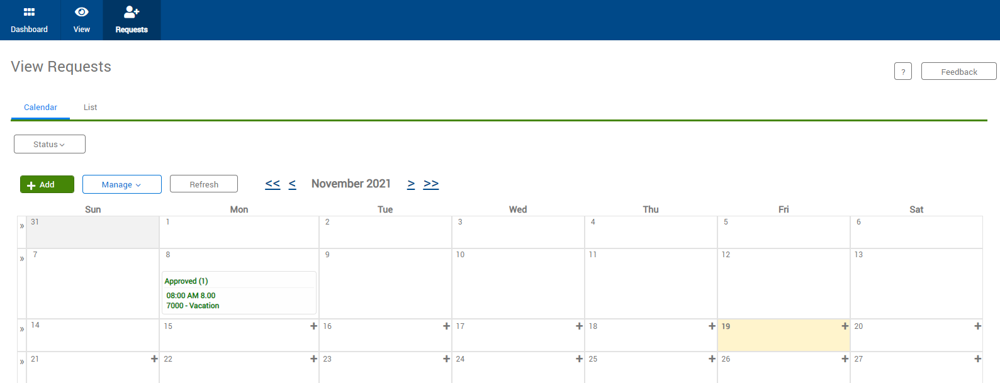 Dashboard View Requests
View Requests
? Feedback
Calendar List
Status
+ Add Manage Refresh << < November 2021 > >>
Sun Mon Tue Wed Thu Fri Sat
» 31 1 2 3 4 5 6
» 7 8 9 10 11 12 13
Approved (1)
08:00 AM 8.00
7000 - Vacation
» 14 15 + 16 + 17 + 18 + 19 + 20 +
» 21 + 22 + 23 + 24 + 25 + 26 + 27 +